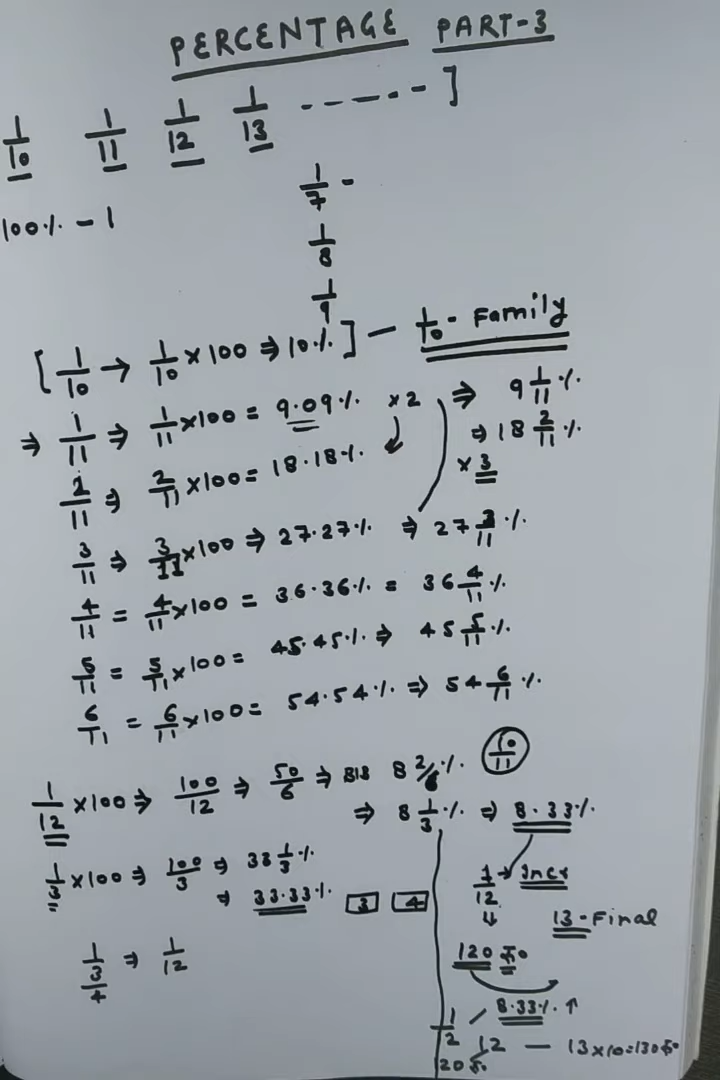 PERCENTAGE PART-3
1/10 1/11 1/12 1/13 ------- ]
1/7 -
100% - 1
1/8
1/9
[ 1/10 → 1/10 × 100 ⇒ 10% ] — 1/10 - Family
⇒ 1/11 ⇒ 1/11 × 100 = 9.09% × 2 ⇒ 9 1/11 %
⇒ 18 2/11 %
2/11 ⇒ 2/11 × 100 = 18.18% × 3
3/11 ⇒ 3/11 × 100 ⇒ 27.27% ⇒ 27 3/11 %
4/11 = 4/11 × 100 = 36.36% = 36 4/11 %
5/11 = 5/11 × 100 = 45.45% ⇒ 45 5/11 %
6/11 = 6/11 × 100 = 54.54% ⇒ 54 6/11 %
10/11
1/12 × 100 ⇒ 100/12 ⇒ 50/6 ⇒ 8 2/6 %
⇒ 8 1/3 % ⇒ 8.33%
1/3 × 100 ⇒ 100/3 ⇒ 33 1/3 %
⇒ 33.33% 3 4
1/12 → Incr
13 - Final
1/3/4 ⇒ 1/12
120
8.33% ↑
1/2
12 — 13×10=130
120